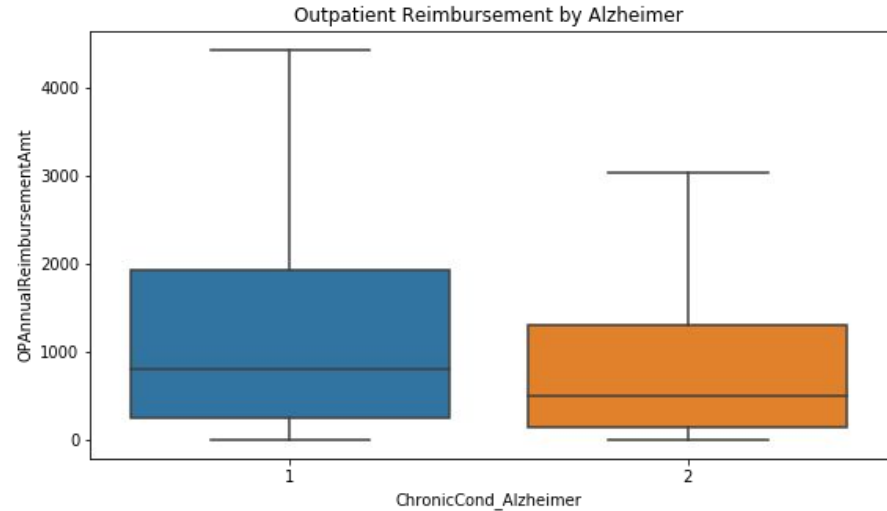 Outpatient Reimbursement by Alzheimer
OPAnnualReimbursementAmt
4000
3000
2000
1000
0
1 2
ChronicCond_Alzheimer